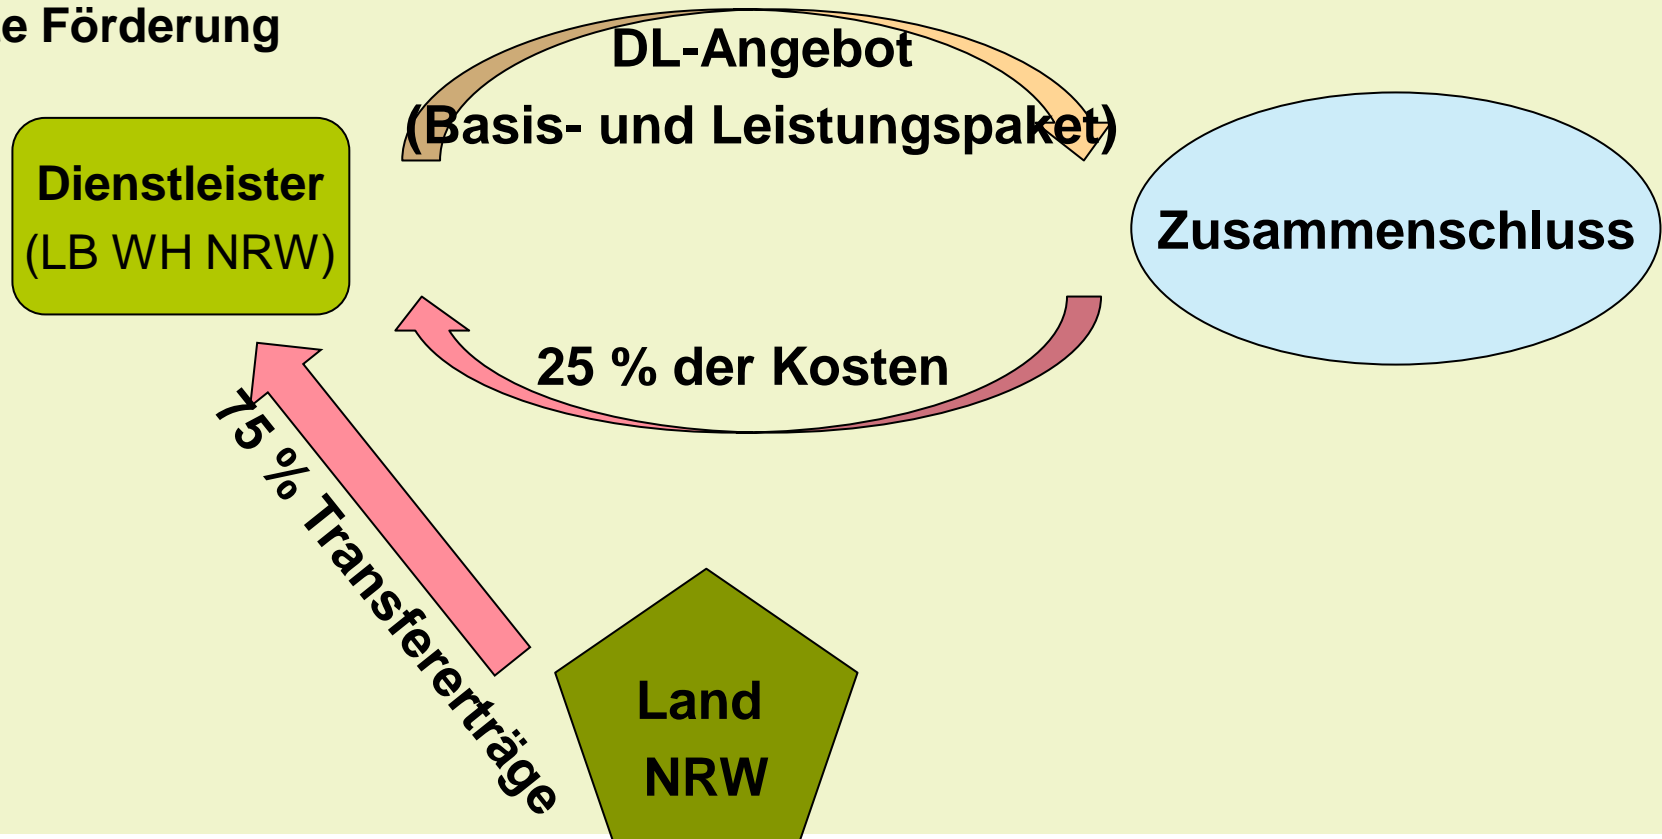 e Förderung
DL-Angebot
(Basis- und Leistungspaket)
Dienstleister
(LB WH NRW)
Zusammenschluss
25 % der Kosten
75 % Transfererträge
Land
NRW